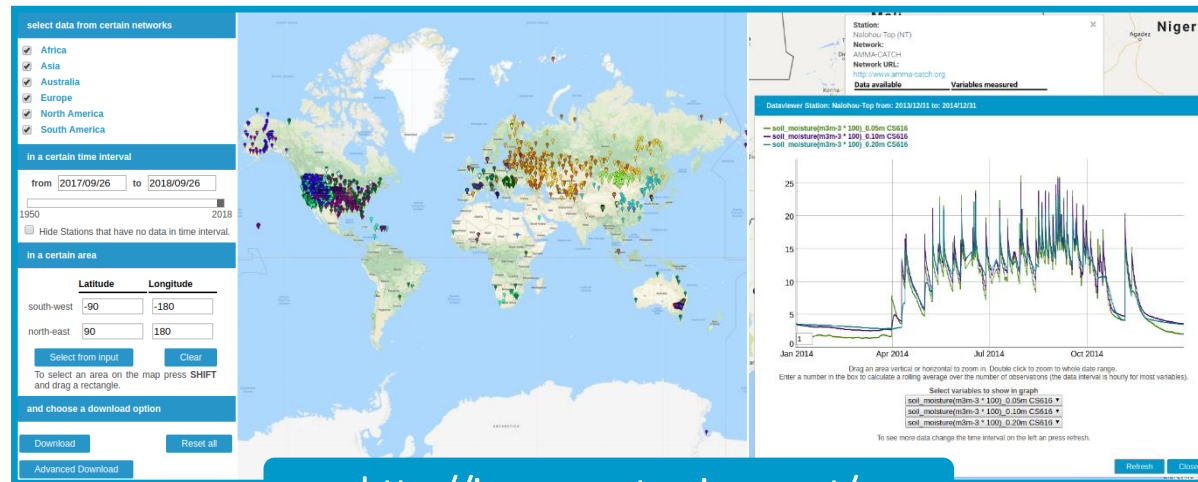 select data from certain networks
Africa
Asia
Australia
Europe
North America
South America
in a certain time interval
from 2017/09/26 to 2018/09/26
1950 2018
Hide Stations that have no data in time interval.
in a certain area
Latitude Longitude
south-west -90 -180
north-east 90 180
Select from input Clear
To select an area on the map press SHIFT
and drag a rectangle.
and choose a download option
Download Reset all
Advanced Download
ANTARCTICA
Niger
Agadez
Station:
Nalohou-Top (NT)
Network:
AMMA-CATCH
Network URL:
http://www.amma-catch.org
Data available Variables measured
Dataviewer Station: Nalohou-Top from: 2013/12/31 to: 2014/12/31
soil_moisture(m3m-3 * 100)_0.05m CS616
soil_moisture(m3m-3 * 100)_0.10m CS616
soil_moisture(m3m-3 * 100)_0.20m CS616
25
20
15
10
5
0
1
Jan 2014 Apr 2014 Jul 2014 Oct 2014
Drag an area vertical or horizontal to zoom in. Double click to zoom to whole date range.
Enter a number in the box to calculate a rolling average over the number of observations (the data interval is hourly for most variables).
Select variables to show in graph
soil_moisture(m3m-3 * 100)_0.05m CS616
soil_moisture(m3m-3 * 100)_0.10m CS616
soil_moisture(m3m-3 * 100)_0.20m CS616
To see more data change the time interval on the left an press refresh.
Refresh Close